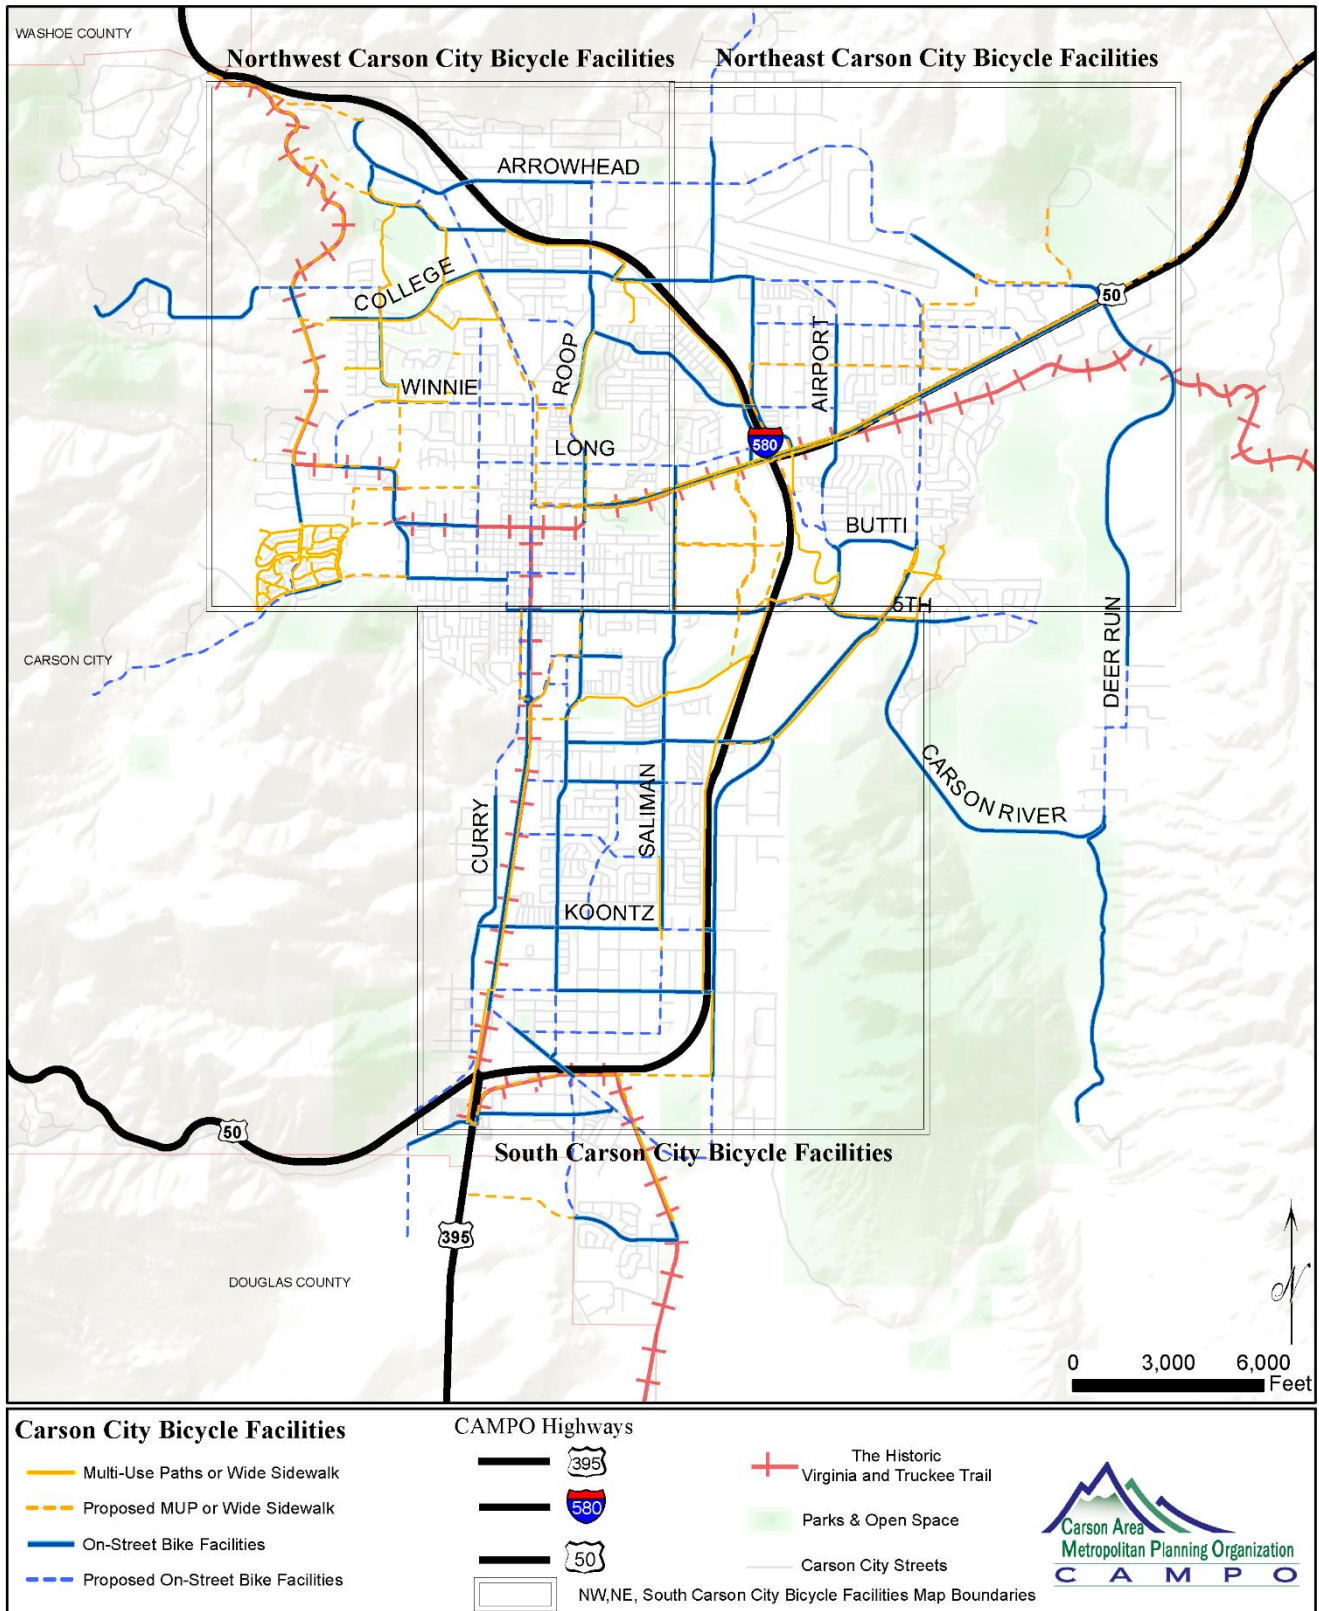 WASHOE COUNTY
Northwest Carson City Bicycle Facilities
Northeast Carson City Bicycle Facilities
ARROWHEAD
COLLEGE
50
ROOP
AIRPORT
WINNIE
LONG
580
BUTTI
5TH
CARSON CITY
DEER RUN
CARSON RIVER
SALIMAN
CURRY
KOONTZ
50
South Carson City Bicycle Facilities
395
DOUGLAS COUNTY
N
0 3,000 6,000
Feet
Carson City Bicycle Facilities
Multi-Use Paths or Wide Sidewalk
Proposed MUP or Wide Sidewalk
On-Street Bike Facilities
Proposed On-Street Bike Facilities
CAMPO Highways
395
580
50
NW,NE, South Carson City Bicycle Facilities Map Boundaries
The Historic
Virginia and Truckee Trail
Parks & Open Space
Carson City Streets
Carson Area
Metropolitan Planning Organization
CAMPO